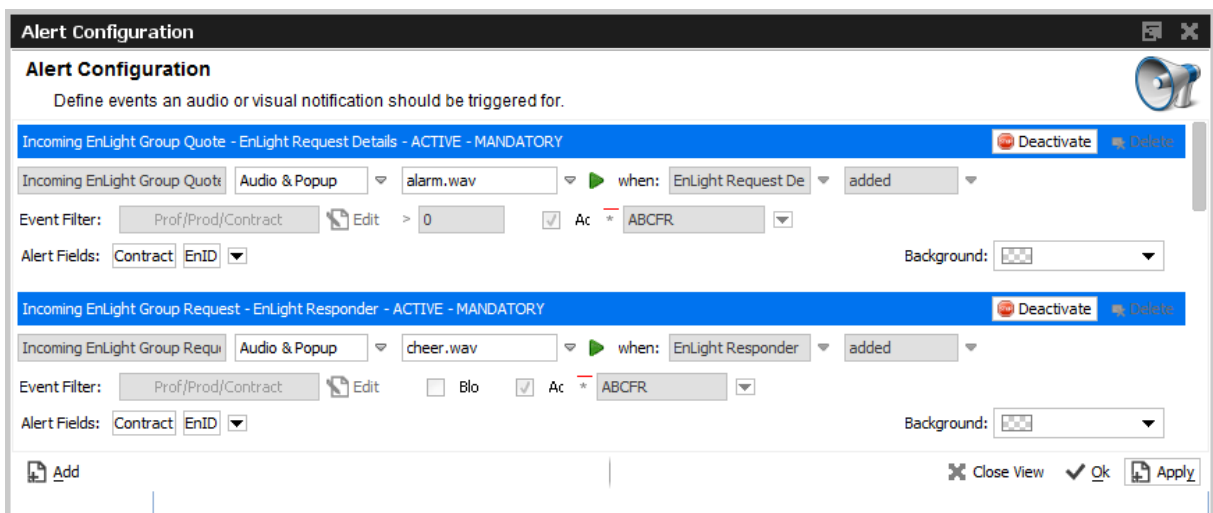 Alert Configuration
Alert Configuration
Define events an audio or visual notification should be triggered for.
Incoming EnLight Group Quote - EnLight Request Details - ACTIVE - MANDATORY Deactivate Delete
Incoming EnLight Group Quote Audio & Popup alarm.wav when: EnLight Request De added
Event Filter: Prof/Prod/Contract Edit > 0 Ac * ABCFR
Alert Fields: Contract EnID Background:
Incoming EnLight Group Request - EnLight Responder - ACTIVE - MANDATORY Deactivate Delete
Incoming EnLight Group Reque Audio & Popup cheer.wav when: EnLight Responder added
Event Filter: Prof/Prod/Contract Edit Blo Ac * ABCFR
Alert Fields: Contract EnID Background:
Add Close View Ok Apply